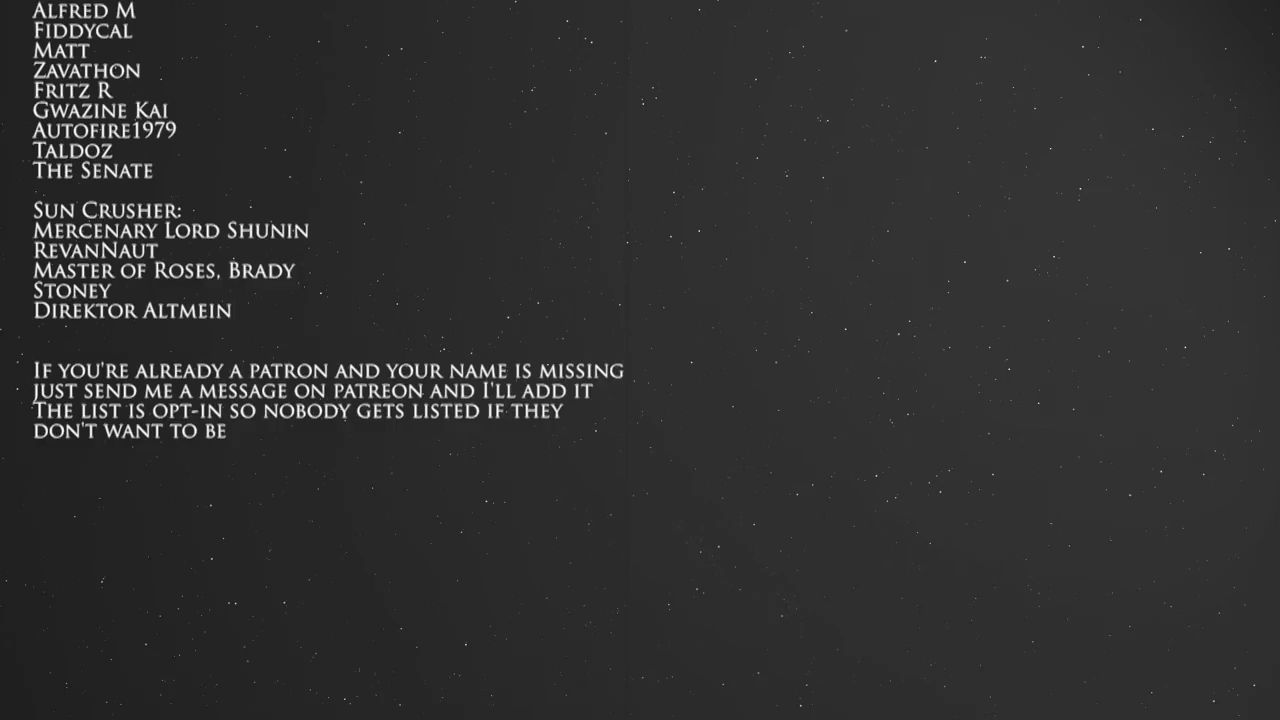 Alfred M
Fiddycal
Matt
Zavathon
Fritz R
Gwazine Kai
Autofire1979
Taldoz
The Senate
Sun Crusher:
Mercenary Lord Shunin
RevanNaut
Master of Roses, Brady
Stoney
Direktor Altmein
If you're already a patron and your name is missing
just send me a message on Patreon and I'll add it
The list is opt-in so nobody gets listed if they
don't want to be